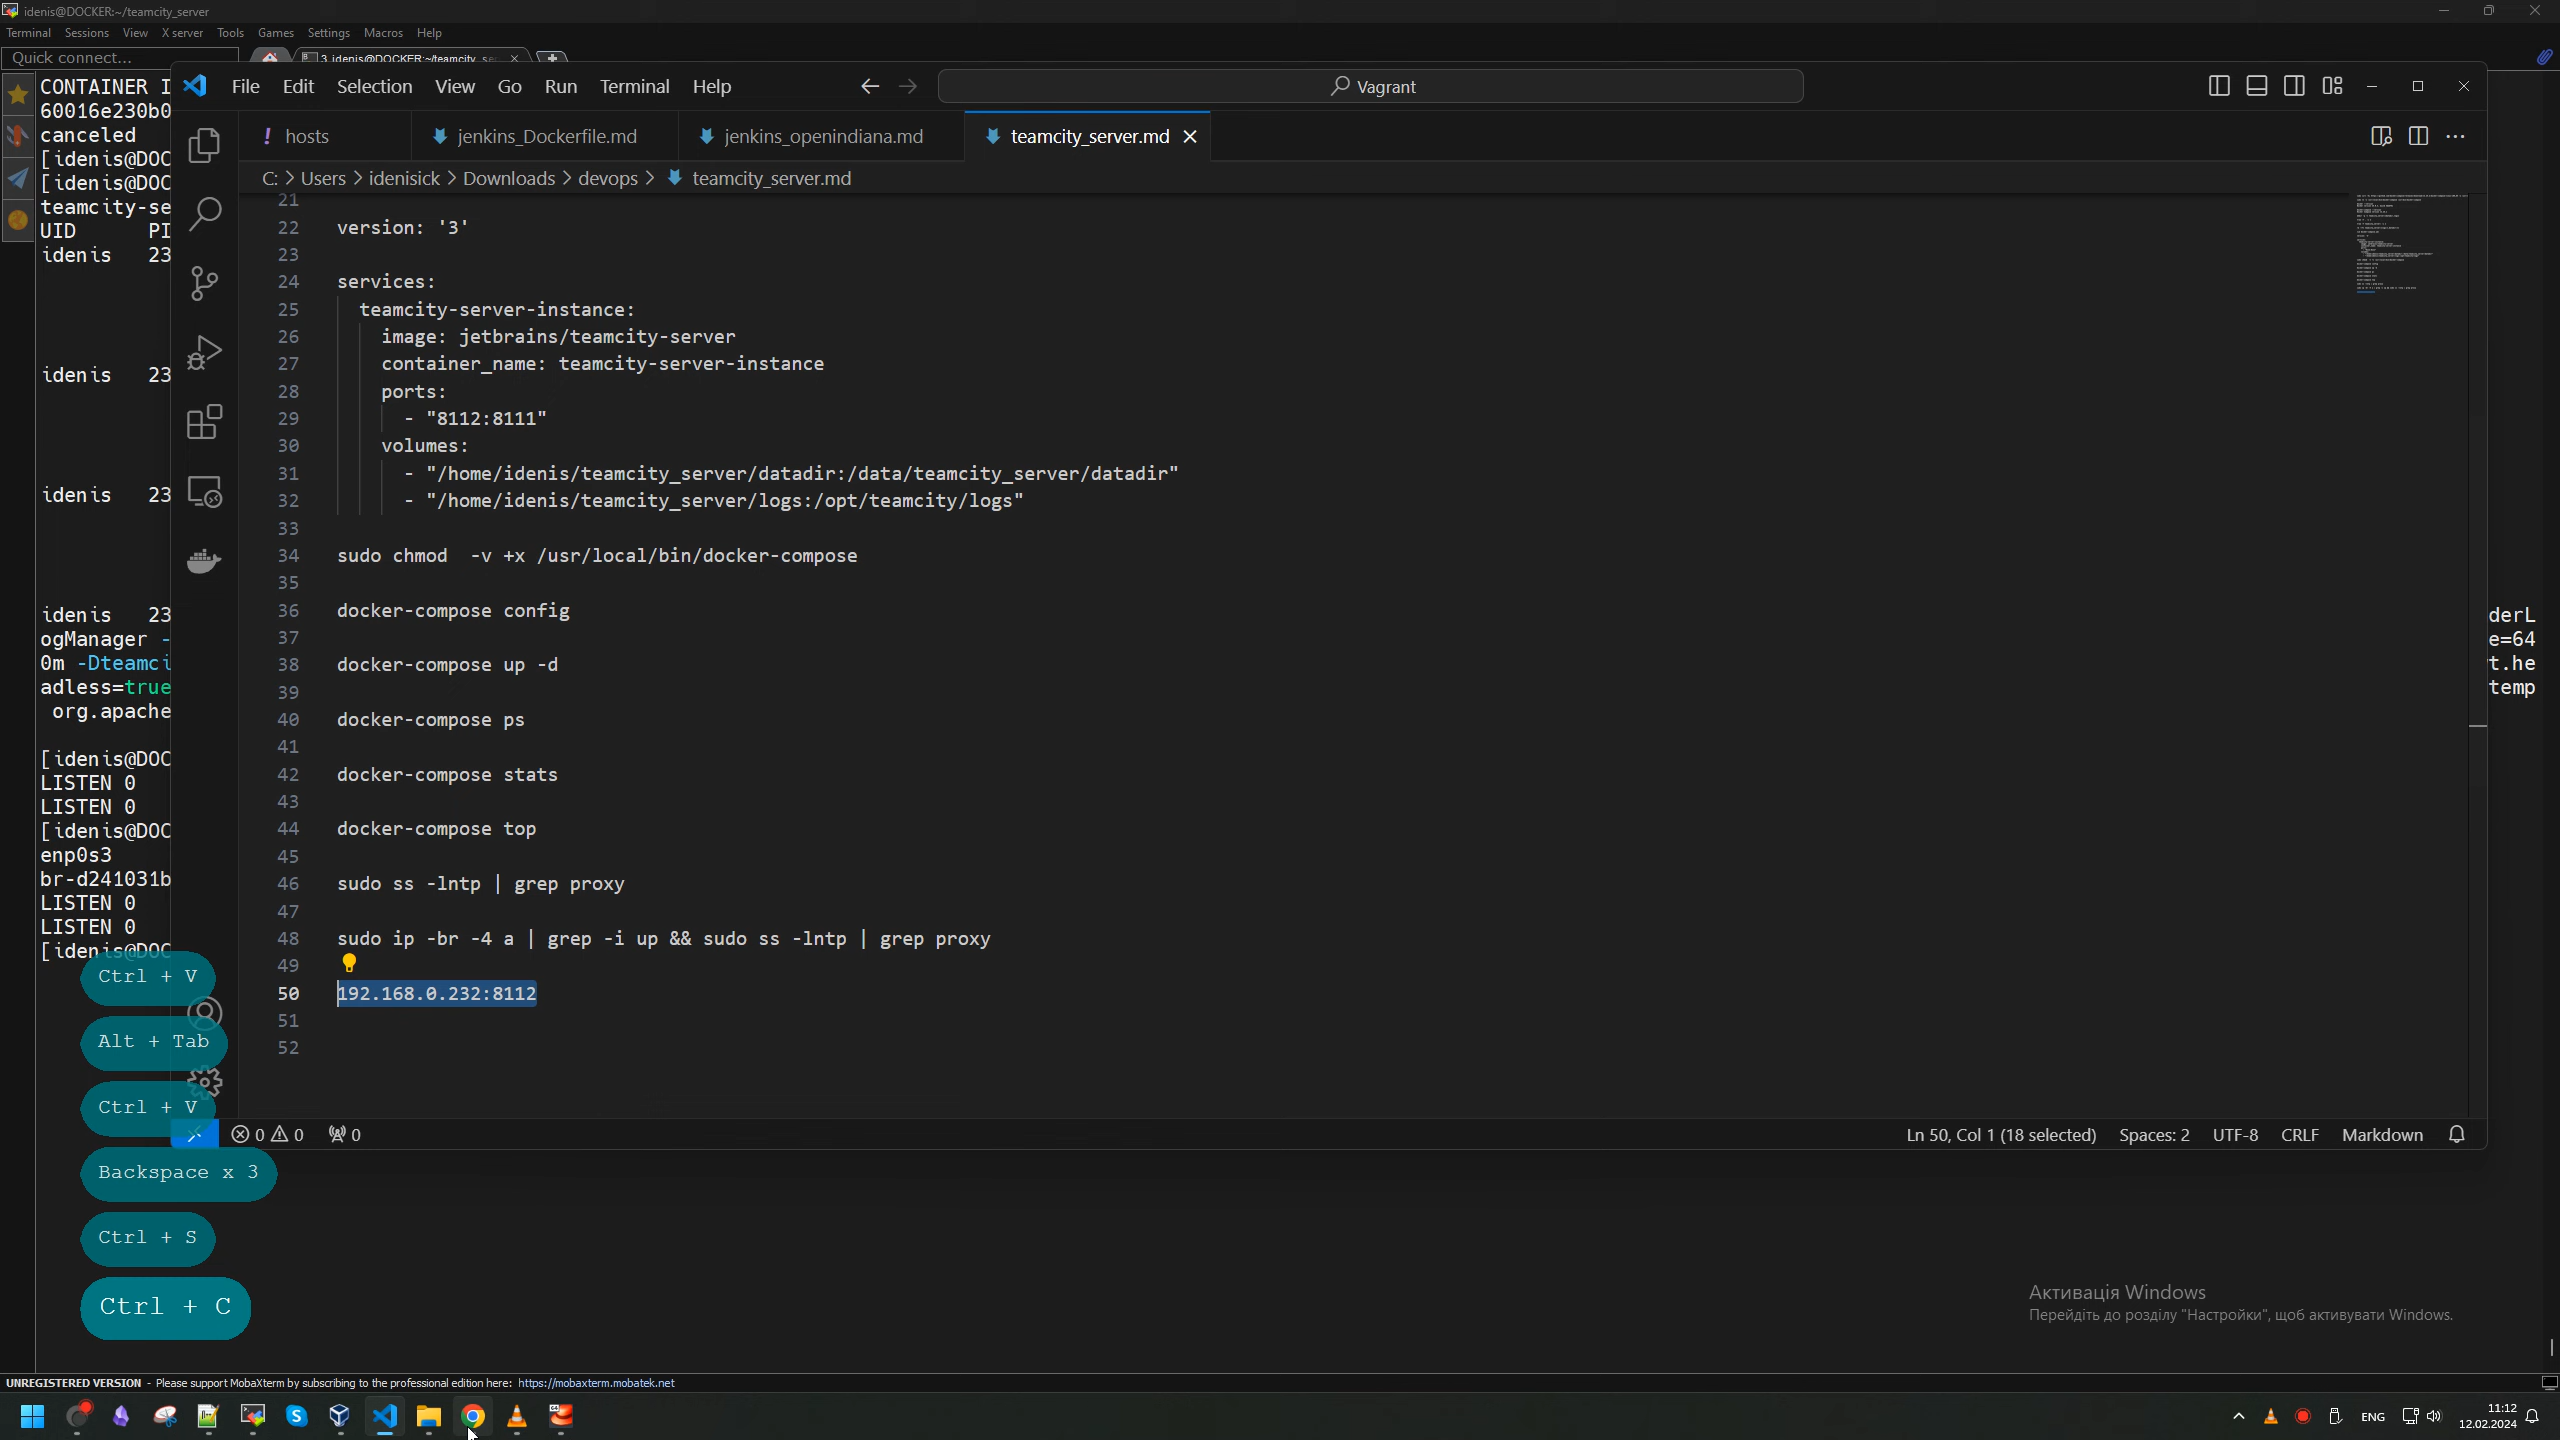 idenis@DOCKER:~/teamcity_server
Terminal Sessions View X server Tools Games Settings Macros Help
Quick connect...
3. idenis@DOCKER:~/teamcity_se
CONTAINER I
60016e230b0
canceled
[idenis@DOC
[idenis@DOC
teamcity-se
UID PI
idenis 23
idenis 23
idenis 23
idenis 23
ogManager -
0m -Dteamci
adless=true
org.apache
[idenis@DOC
LISTEN 0
LISTEN 0
[idenis@DOC
enp0s3
br-d241031b
LISTEN 0
LISTEN 0
[idenis@DOC
File Edit Selection View Go Run Terminal Help
Vagrant
! hosts
jenkins_Dockerfile.md
jenkins_openindiana.md
teamcity_server.md
C: > Users > idenisick > Downloads > devops > teamcity_server.md
21
22 version: '3'
23
24 services:
25 teamcity-server-instance:
26 image: jetbrains/teamcity-server
27 container_name: teamcity-server-instance
28 ports:
29 - "8112:8111"
30 volumes:
31 - "/home/idenis/teamcity_server/datadir:/data/teamcity_server/datadir"
32 - "/home/idenis/teamcity_server/logs:/opt/teamcity/logs"
33
34 sudo chmod  -v +x /usr/local/bin/docker-compose
35
36 docker-compose config
37
38 docker-compose up -d
39
40 docker-compose ps
41
42 docker-compose stats
43
44 docker-compose top
45
46 sudo ss -lntp | grep proxy
47
48 sudo ip -br -4 a | grep -i up && sudo ss -lntp | grep proxy
49
50 192.168.0.232:8112
51
52
derL
e=64
t.he
temp
Ctrl + V
Alt + Tab
Ctrl + V
Backspace x 3
Ctrl + S
Ctrl + C
0 0 0
Ln 50, Col 1 (18 selected) Spaces: 2 UTF-8 CRLF Markdown
Активація Windows
Перейдіть до розділу "Настройки", щоб активувати Windows.
UNREGISTERED VERSION - Please support MobaXterm by subscribing to the professional edition here: https://mobaxterm.mobatek.net
ENG
11:12
12.02.2024